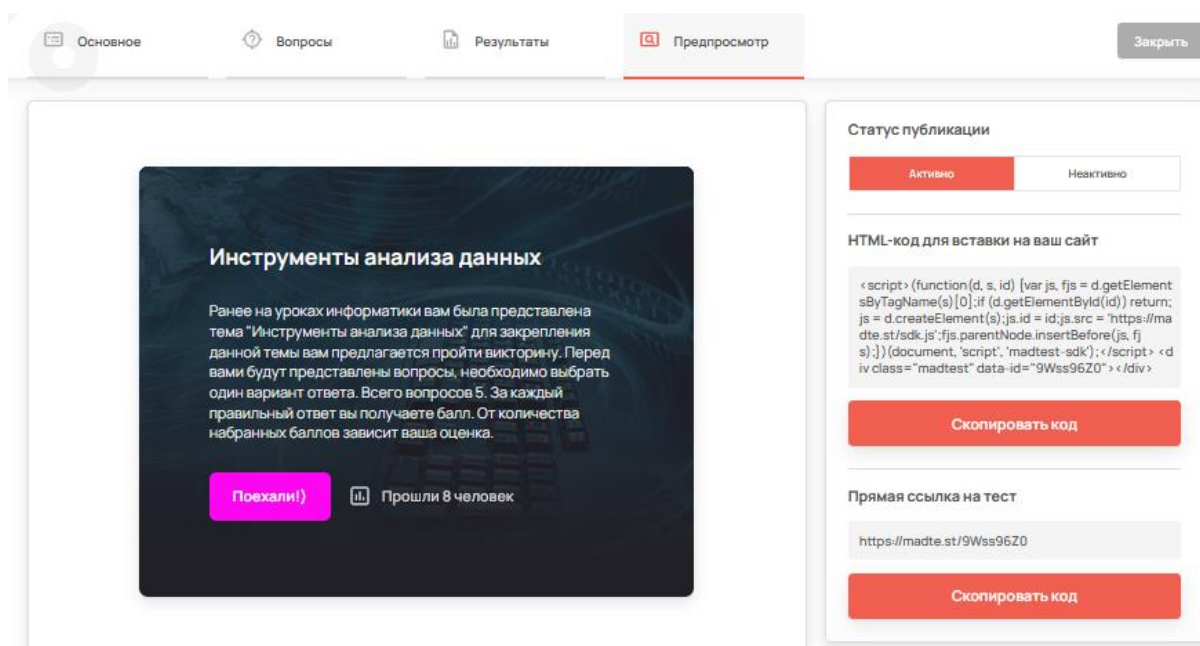 Основное
Вопросы
Результаты
Предпросмотр
Закрыть
Инструменты анализа данных
Ранее на уроках информатики вам была представлена
тема "Инструменты анализа данных" для закрепления
данной темы вам предлагается пройти викторину. Перед
вами будут представлены вопросы, необходимо выбрать
один вариант ответа. Всего вопросов 5. За каждый
правильный ответ вы получаете балл. От количества
набранных баллов зависит ваша оценка.
Поехали!)
Прошли 8 человек
Статус публикации
Активно
Неактивно
HTML-код для вставки на ваш сайт
<script>(function(d, s, id) {var js, fjs = d.getElement
sByTagName(s)[0];if (d.getElementById(id)) return;
js = d.createElement(s);js.id = id;js.src = 'https://ma
dte.st/sdk.js';fjs.parentNode.insertBefore(js, fj
s);})(document, 'script', 'madtest-sdk');</script> <d
iv class="madtest" data-id="9Wss96Z0"></div>
Скопировать код
Прямая ссылка на тест
https://madte.st/9Wss96Z0
Скопировать код